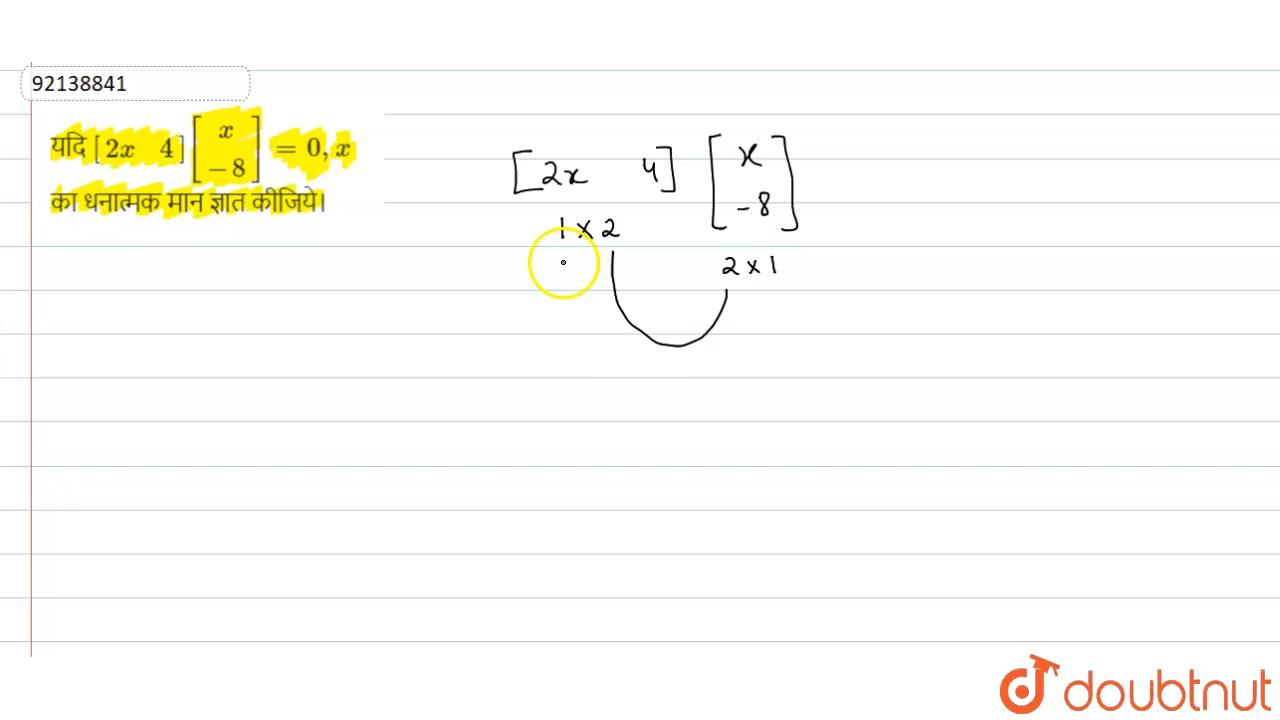 92138841
यदि [2x 4] [x -8] = 0, x
का धनात्मक मान ज्ञात कीजिये।
[2x 4] [x -8]
1 x 2
2 x 1
doubtnut